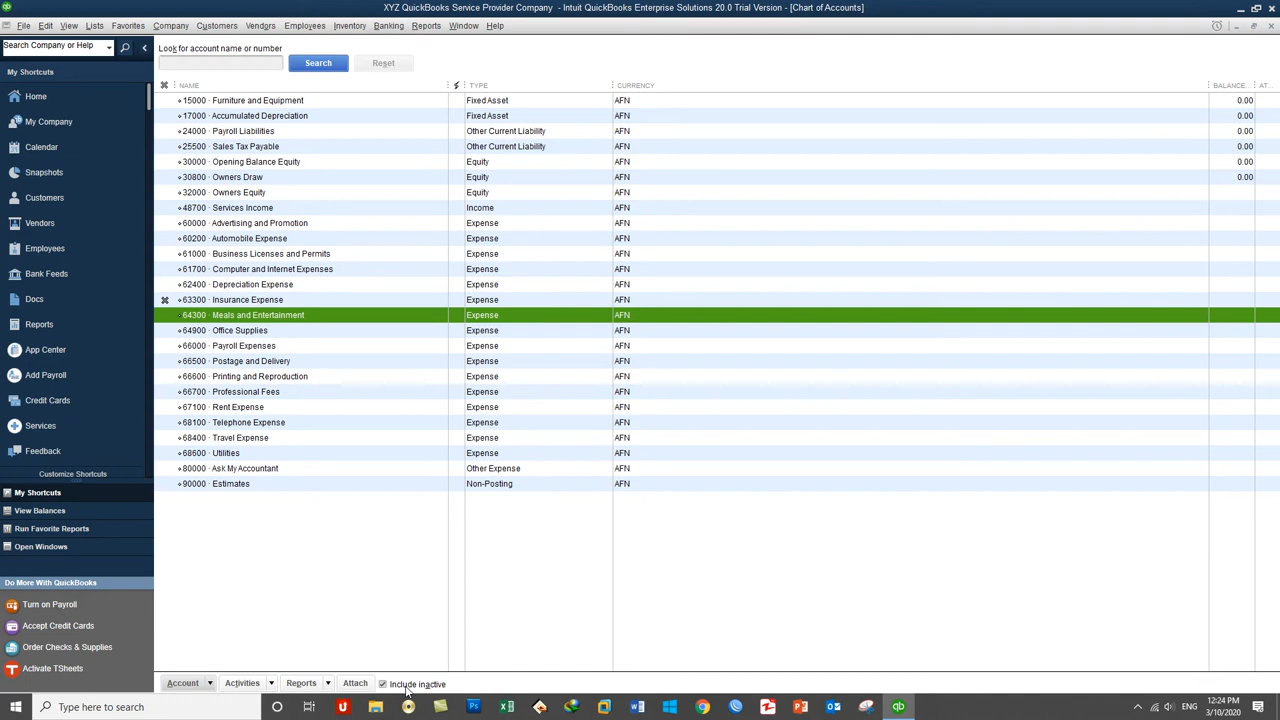 XYZ QuickBooks Service Provider Company - Intuit QuickBooks Enterprise Solutions 20.0 Trial Version - [Chart of Accounts]
File Edit View Lists Favorites Company Customers Vendors Employees Inventory Banking Reports Window Help
Search Company or Help
My Shortcuts
Home
My Company
Calendar
Snapshots
Customers
Vendors
Employees
Bank Feeds
Docs
Reports
App Center
Add Payroll
Credit Cards
Services
Feedback
Customize Shortcuts
My Shortcuts
View Balances
Run Favorite Reports
Open Windows
Do More With QuickBooks
Turn on Payroll
Accept Credit Cards
Order Checks & Supplies
Activate TSheets
Look for account name or number
Search Reset
NAME TYPE CURRENCY BALANCE... AT...
15000 · Furniture and Equipment Fixed Asset AFN 0.00
17000 · Accumulated Depreciation Fixed Asset AFN 0.00
24000 · Payroll Liabilities Other Current Liability AFN 0.00
25500 · Sales Tax Payable Other Current Liability AFN 0.00
30000 · Opening Balance Equity Equity AFN 0.00
30800 · Owners Draw Equity AFN 0.00
32000 · Owners Equity Equity AFN
48700 · Services Income Income AFN
60000 · Advertising and Promotion Expense AFN
60200 · Automobile Expense Expense AFN
61000 · Business Licenses and Permits Expense AFN
61700 · Computer and Internet Expenses Expense AFN
62400 · Depreciation Expense Expense AFN
63300 · Insurance Expense Expense AFN
64300 · Meals and Entertainment Expense AFN
64900 · Office Supplies Expense AFN
66000 · Payroll Expenses Expense AFN
66500 · Postage and Delivery Expense AFN
66600 · Printing and Reproduction Expense AFN
66700 · Professional Fees Expense AFN
67100 · Rent Expense Expense AFN
68100 · Telephone Expense Expense AFN
68400 · Travel Expense Expense AFN
68600 · Utilities Expense AFN
80000 · Ask My Accountant Other Expense AFN
90000 · Estimates Non-Posting AFN
Account Activities Reports Attach Include inactive
Type here to search
12:24 PM
3/10/2020